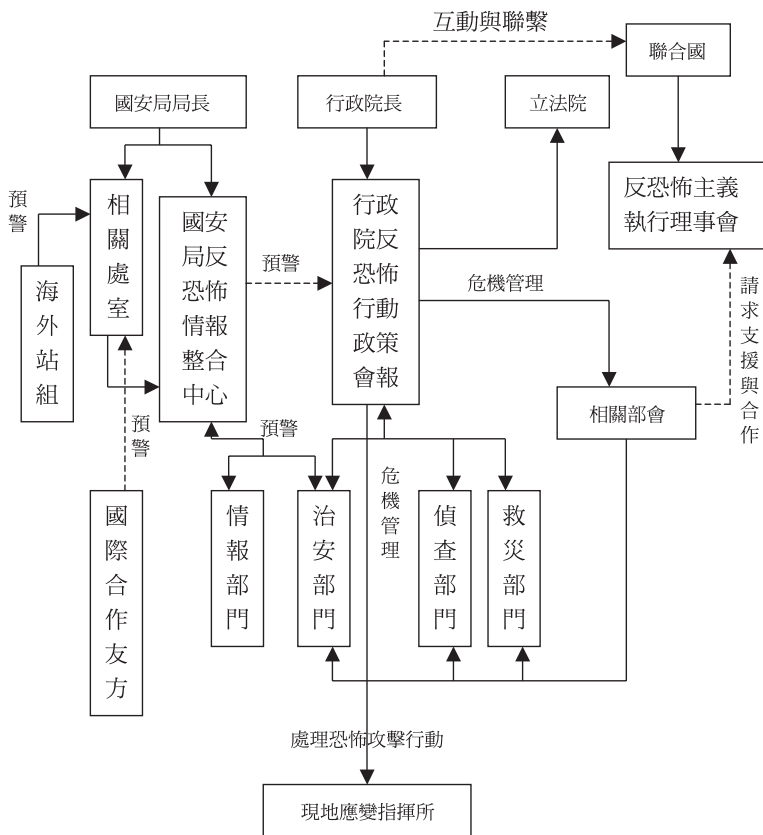 互動與聯繫
聯合國
國安局局長
行政院長
立法院
反恐怖主義
執行理事會
預警
相關處室
國安
局反
恐怖
情報
整合
中心
預警
行政
院反
恐怖
行動
政策
會報
危機管理
請求支援與合作
海外站組
相關部會
預警
預警
危機管理
國際合作友方
情報部門
治安部門
偵查部門
救災部門
處理恐怖攻擊行動
現地應變指揮所